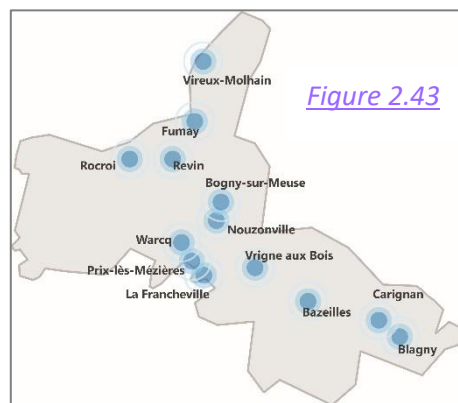 Vireux-Molhain
Figure 2.43
Fumay
Rocroi
Revin
Bogny-sur-Meuse
Nouzonville
Warcq
Vrigne aux Bois
Prix-lès-Mézières
La Francheville
Carignan
Bazeilles
Blagny